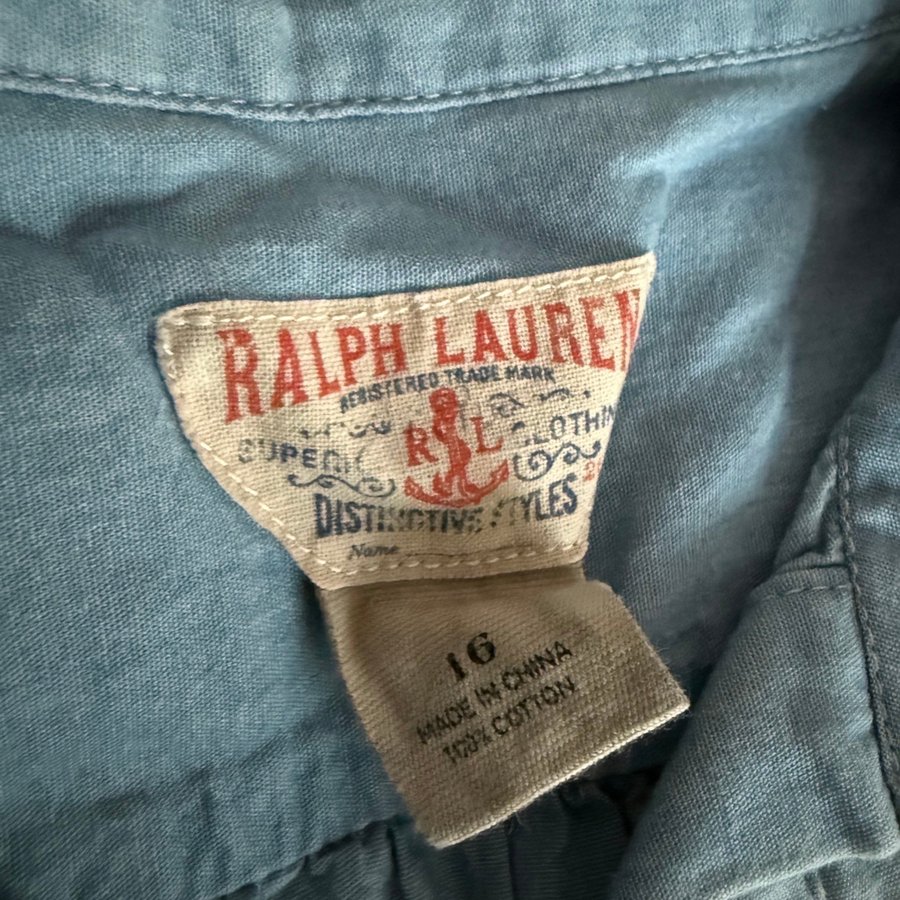 RALPH LAUREN
REGISTERED TRADE MARK
R L
DISTINCTIVE STYLES
Name
16
MADE IN CHINA
100% COTTON